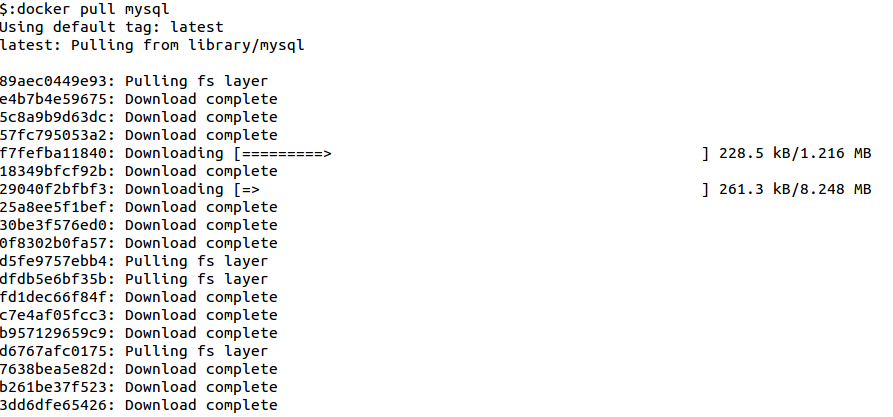 $:docker pull mysql
Using default tag: latest
latest: Pulling from library/mysql
89aec0449e93: Pulling fs layer
e4b7b4e59675: Download complete
5c8a9b9d63dc: Download complete
57fc795053a2: Download complete
f7fefba11840: Downloading [=========>                                         ] 228.5 kB/1.216 MB
18349bfcf92b: Download complete
29040f2bfbf3: Downloading [=>                                                 ] 261.3 kB/8.248 MB
25a8ee5f1bef: Download complete
30be3f576ed0: Download complete
0f8302b0fa57: Download complete
d5fe9757ebb4: Pulling fs layer
dfdb5e6bf35b: Pulling fs layer
fd1dec66f84f: Download complete
c7e4af05fcc3: Download complete
b957129659c9: Download complete
d6767afc0175: Pulling fs layer
7638bea5e82d: Download complete
b261be37f523: Download complete
3dd6dfe65426: Download complete